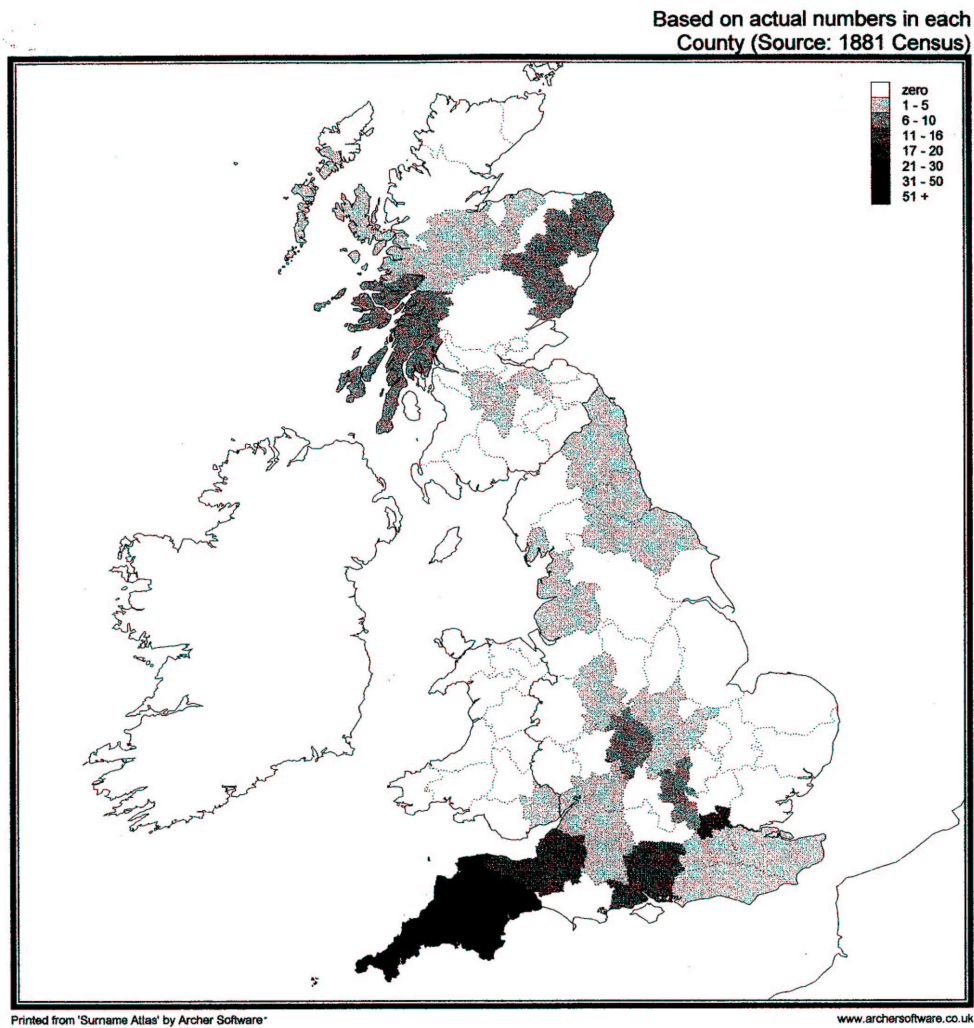 Based on actual numbers in each
County (Source: 1881 Census)
zero
1 - 5
6 - 10
11 - 16
17 - 20
21 - 30
31 - 50
51 +
Printed from 'Surname Atlas' by Archer Software
www.archersoftware.co.uk